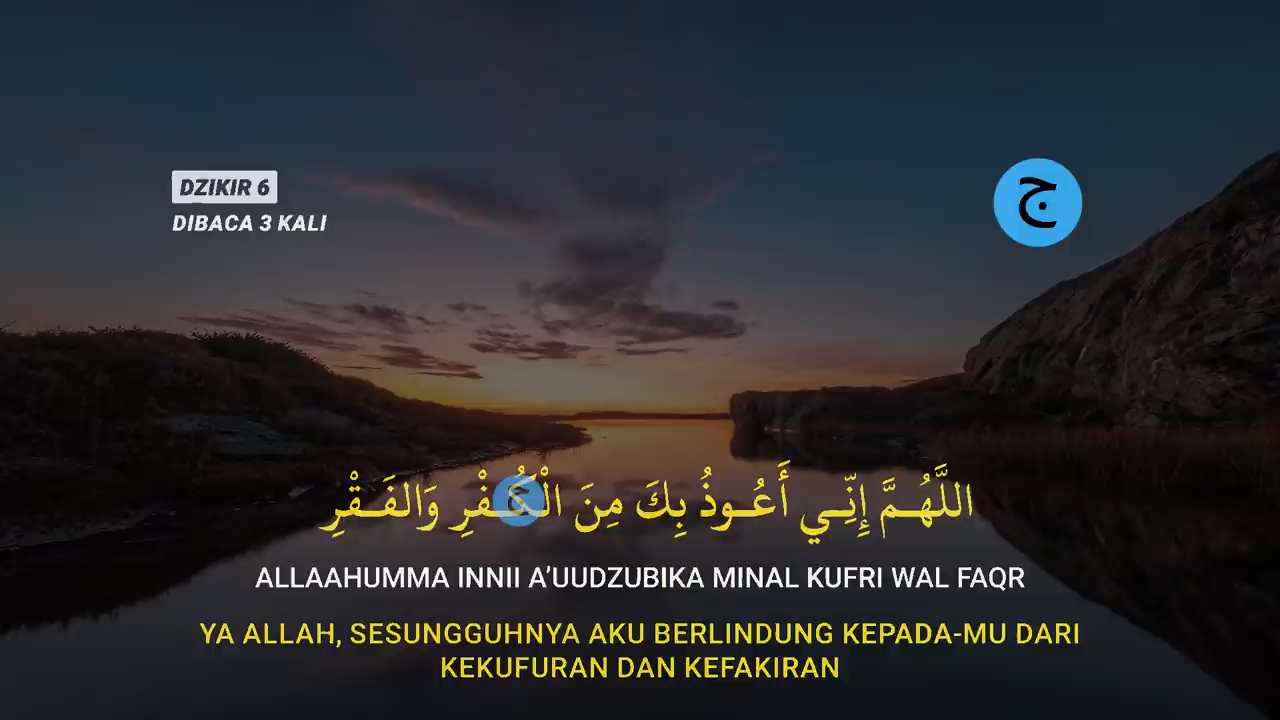 DZIKIR 6
DIBACA 3 KALI
ج
اللَّهُمَّ إِنِّي أَعُوذُ بِكَ مِنَ الْكُفْرِ وَالفَقْرِ
ALLAAHUMMA INNII A’UUDZUBIKA MINAL KUFRI WAL FAQR
YA ALLAH, SESUNGGUHNYA AKU BERLINDUNG KEPADA-MU DARI
KEKUFURAN DAN KEFAKIRAN